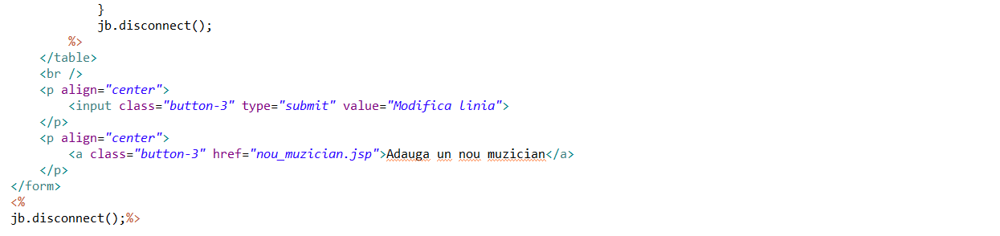 }
jb.disconnect();
%>
</table>
<br />
<p align="center">
<input class="button-3" type="submit" value="Modifica linia">
</p>
<p align="center">
<a class="button-3" href="nou_muzician.jsp">Adauga un nou muzician</a>
</p>
</form>
<%
jb.disconnect();%>